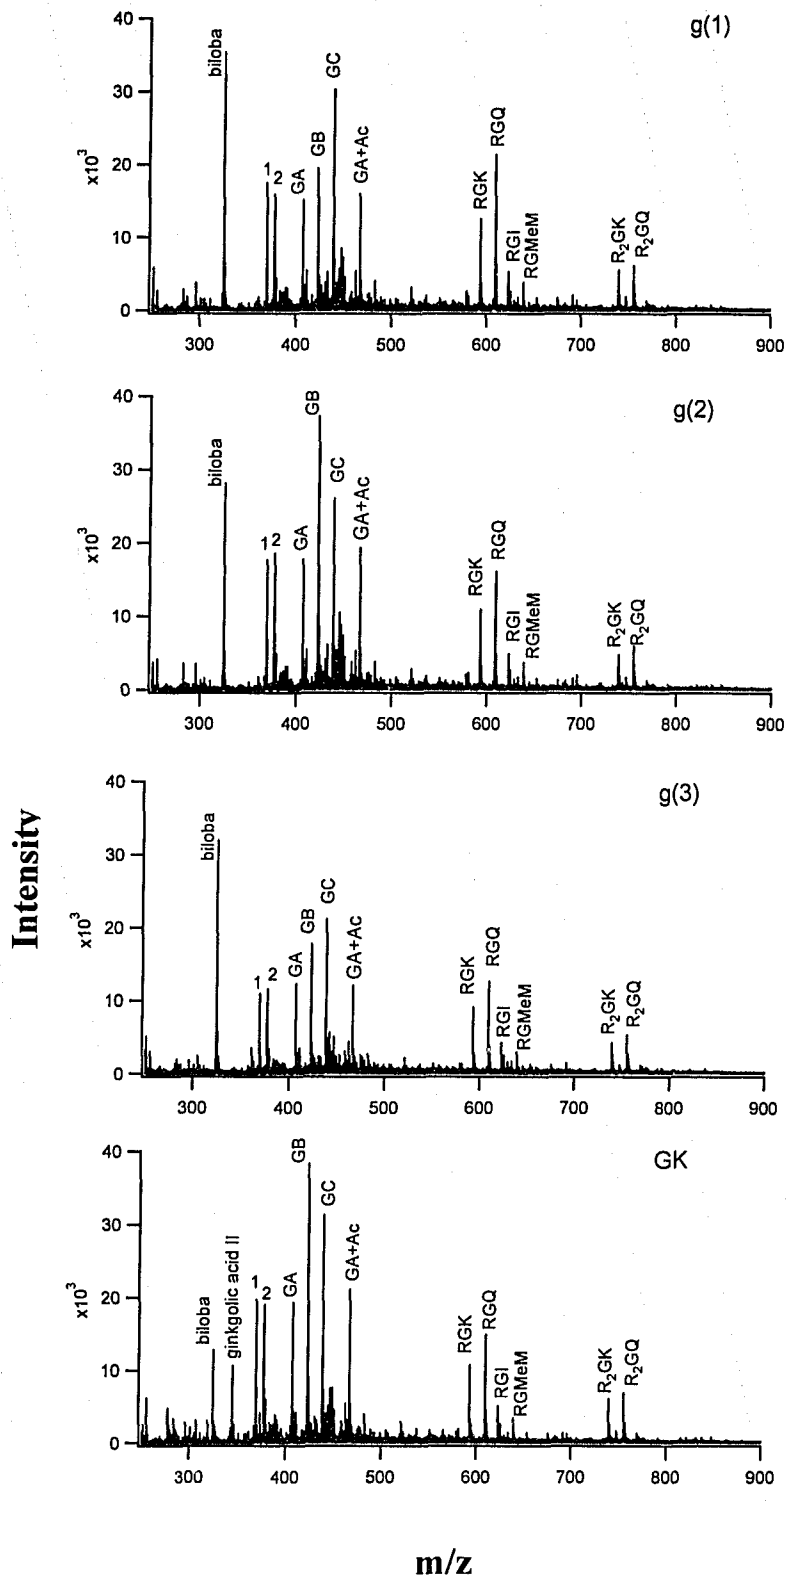 g(1)
40
30
20
10
0
x10³
biloba
1
2
GA
GB
GC
GA+Ac
RGK
RGQ
RGI
RGMeM
R₂GK
R₂GQ
300 400 500 600 700 800 900
g(2)
40
30
20
10
0
x10³
biloba
1
2
GA
GB
GC
GA+Ac
RGK
RGQ
RGI
RGMeM
R₂GK
R₂GQ
300 400 500 600 700 800 900
Intensity
g(3)
40
30
20
10
0
x10³
biloba
1
2
GA
GB
GC
GA+Ac
RGK
RGQ
RGI
RGMeM
R₂GK
R₂GQ
300 400 500 600 700 800 900
GK
40
30
20
10
0
x10³
biloba
ginkgolic acid II
1
2
GA
GB
GC
GA+Ac
RGK
RGQ
RGI
RGMeM
R₂GK
R₂GQ
300 400 500 600 700 800 900
m/z